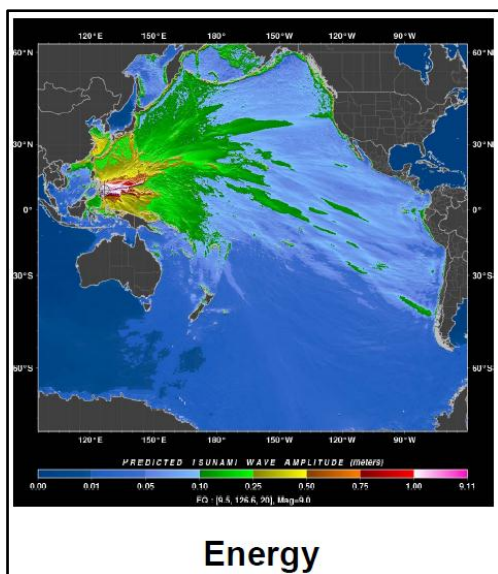 120°E 150°E 180° 150°W 120°W 90°W
60°N 60°N
30°N 30°N
0° 0°
30°S 30°S
60°S 60°S
120°E 150°E 180° 150°W 120°W 90°W
PREDICTED TSUNAMI WAVE AMPLITUDE (meters)
0.00 0.01 0.05 0.10 0.25 0.50 0.75 1.00 9.11
EQ : [9.5, 126.6, 20], Mag=9.0
Energy